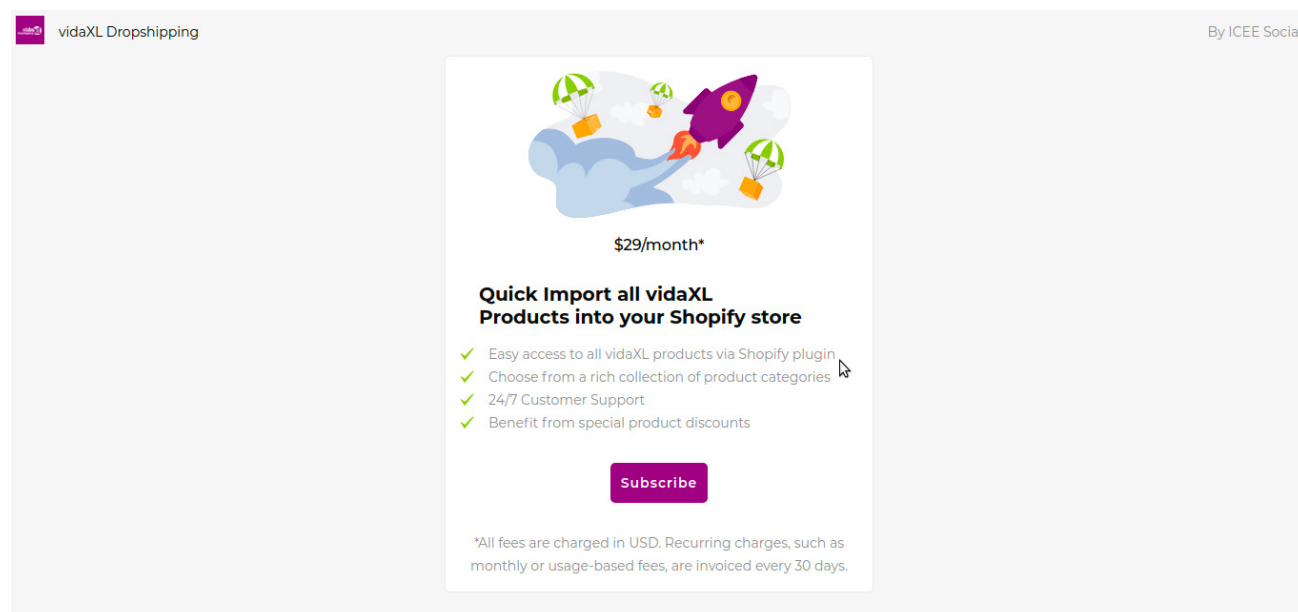 vidaXL Dropshipping
By ICEE Socia
$29/month*
Quick Import all vidaXL
Products into your Shopify store
Easy access to all vidaXL products via Shopify plugin
Choose from a rich collection of product categories
24/7 Customer Support
Benefit from special product discounts
Subscribe
*All fees are charged in USD. Recurring charges, such as
monthly or usage-based fees, are invoiced every 30 days.